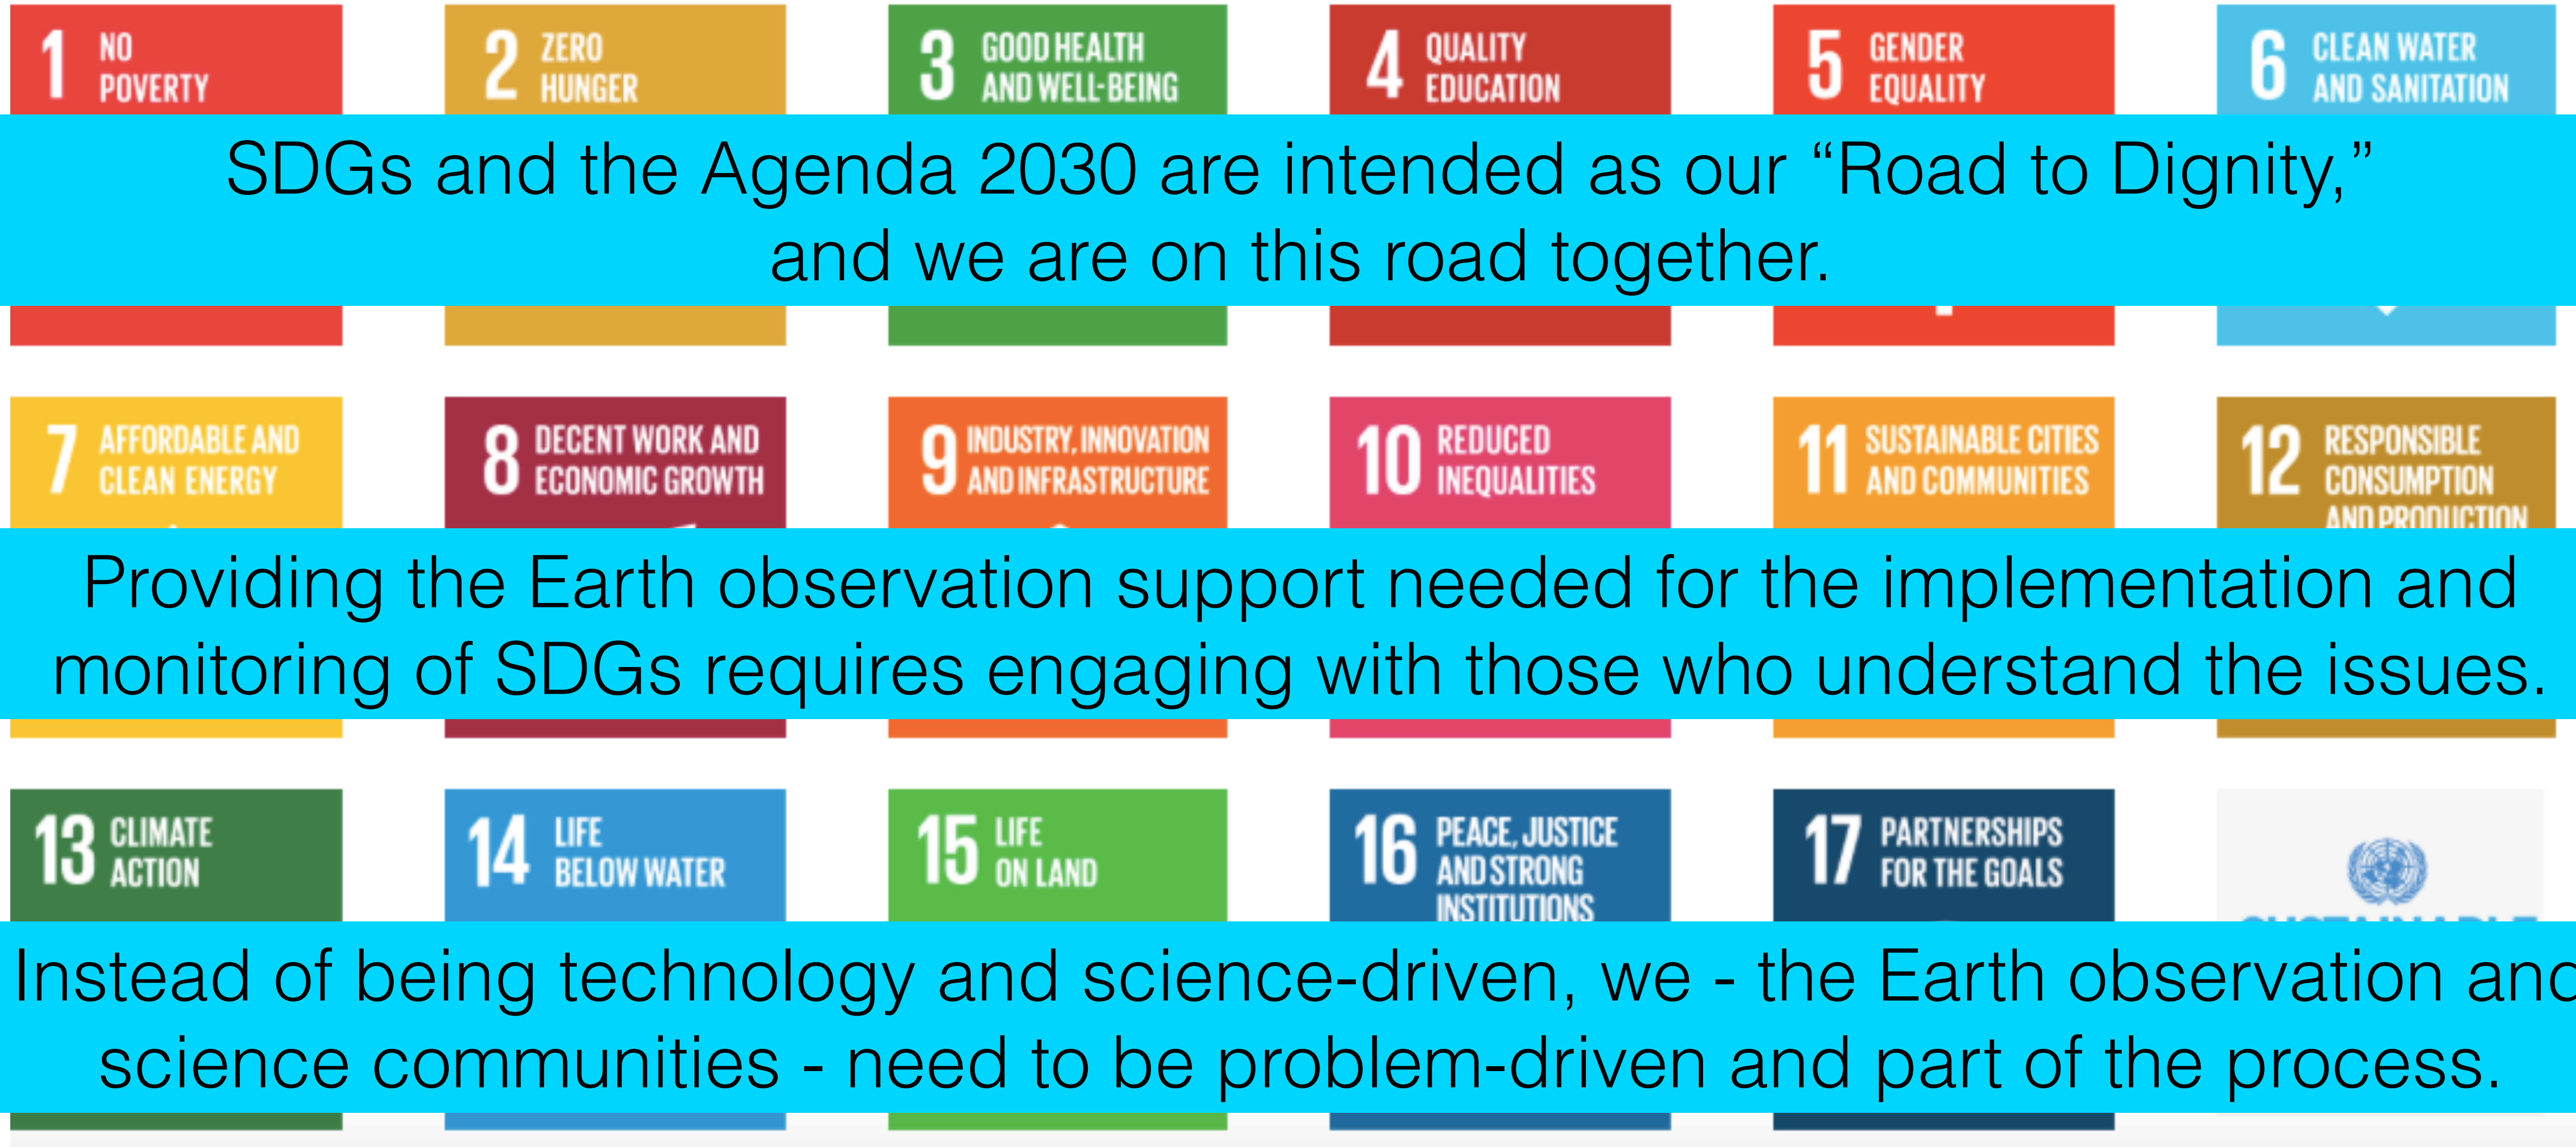 1 NO POVERTY
2 ZERO HUNGER
3 GOOD HEALTH AND WELL-BEING
4 QUALITY EDUCATION
5 GENDER EQUALITY
6 CLEAN WATER AND SANITATION
SDGs and the Agenda 2030 are intended as our “Road to Dignity,”
and we are on this road together.
7 AFFORDABLE AND CLEAN ENERGY
8 DECENT WORK AND ECONOMIC GROWTH
9 INDUSTRY, INNOVATION AND INFRASTRUCTURE
10 REDUCED INEQUALITIES
11 SUSTAINABLE CITIES AND COMMUNITIES
12 RESPONSIBLE CONSUMPTION AND PRODUCTION
Providing the Earth observation support needed for the implementation and
monitoring of SDGs requires engaging with those who understand the issues.
13 CLIMATE ACTION
14 LIFE BELOW WATER
15 LIFE ON LAND
16 PEACE, JUSTICE AND STRONG INSTITUTIONS
17 PARTNERSHIPS FOR THE GOALS
SUSTAINABLE
Instead of being technology and science-driven, we - the Earth observation and
science communities - need to be problem-driven and part of the process.